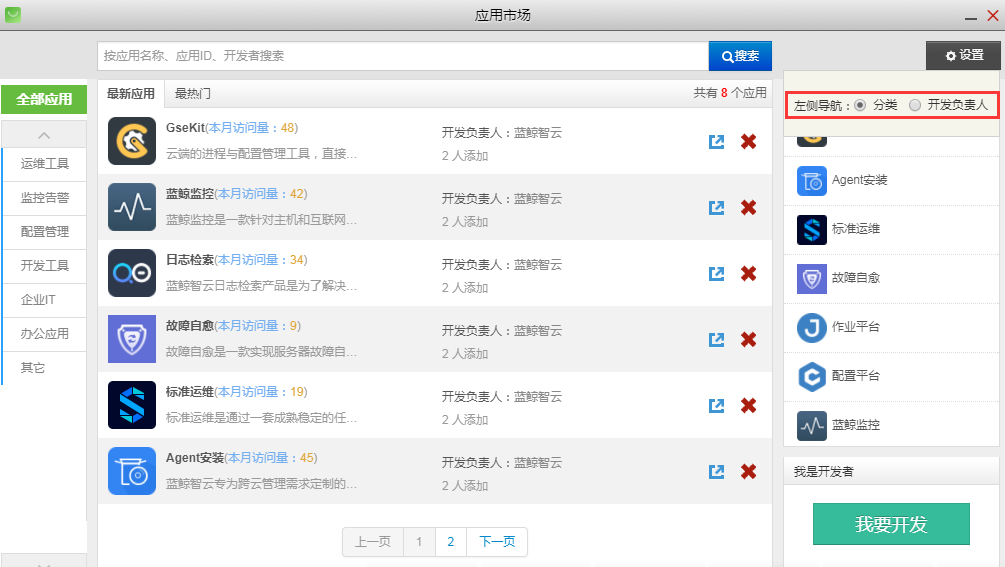 应用市场
按应用名称、应用ID、开发者搜索
搜索
设置
左侧导航：
分类
开发负责人
全部应用
运维工具
监控告警
配置管理
开发工具
企业IT
办公应用
其它
最新应用
最热门
共有 8 个应用
GseKit(本月访问量：48)
云端的进程与配置管理工具，直接...
开发负责人：蓝鲸智云
2 人添加
蓝鲸监控(本月访问量：42)
蓝鲸监控是一款针对主机和互联网...
开发负责人：蓝鲸智云
2 人添加
日志检索(本月访问量：34)
蓝鲸智云日志检索产品是为了解决...
开发负责人：蓝鲸智云
2 人添加
故障自愈(本月访问量：9)
故障自愈是一款实现服务器故障自...
开发负责人：蓝鲸智云
2 人添加
标准运维(本月访问量：19)
标准运维是通过一套成熟稳定的任...
开发负责人：蓝鲸智云
2 人添加
Agent安装(本月访问量：45)
蓝鲸智云专为跨云管理需求定制的...
开发负责人：蓝鲸智云
2 人添加
上一页
1
2
下一页
Agent安装
标准运维
故障自愈
作业平台
配置平台
蓝鲸监控
我是开发者
我要开发